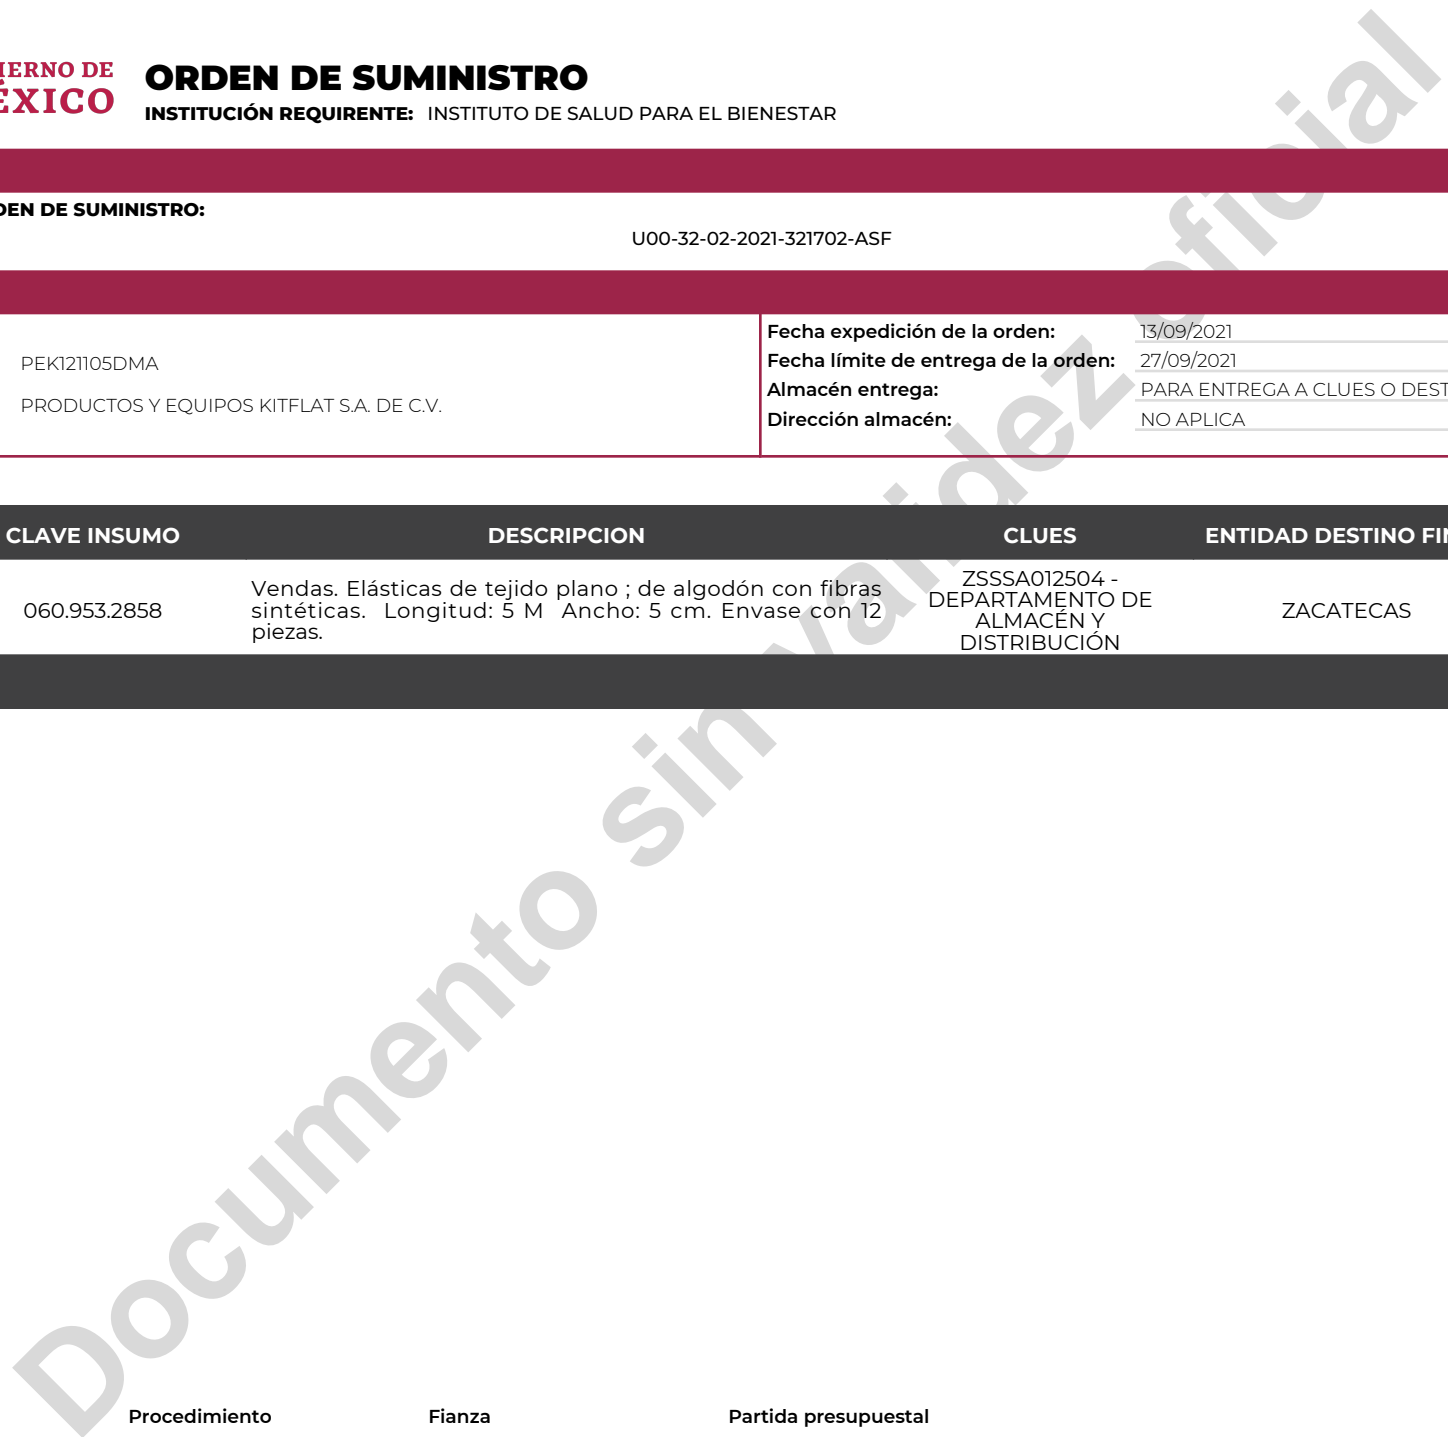 IERNO DE
ÉXICO
ORDEN DE SUMINISTRO
INSTITUCIÓN REQUIRENTE: INSTITUTO DE SALUD PARA EL BIENESTAR
DEN DE SUMINISTRO:
U00-32-02-2021-321702-ASF
PEK121105DMA
PRODUCTOS Y EQUIPOS KITFLAT S.A. DE C.V.
Fecha expedición de la orden: 13/09/2021
Fecha límite de entrega de la orden: 27/09/2021
Almacén entrega: PARA ENTREGA A CLUES O DEST
Dirección almacén: NO APLICA
CLAVE INSUMO DESCRIPCION CLUES ENTIDAD DESTINO FIN
060.953.2858
Vendas. Elásticas de tejido plano ; de algodón con fibras
sintéticas. Longitud: 5 M Ancho: 5 cm. Envase con 12
piezas.
ZSSSA012504 -
DEPARTAMENTO DE
ALMACÉN Y
DISTRIBUCIÓN
ZACATECAS
Documento sin validez oficial
Procedimiento Fianza Partida presupuestal